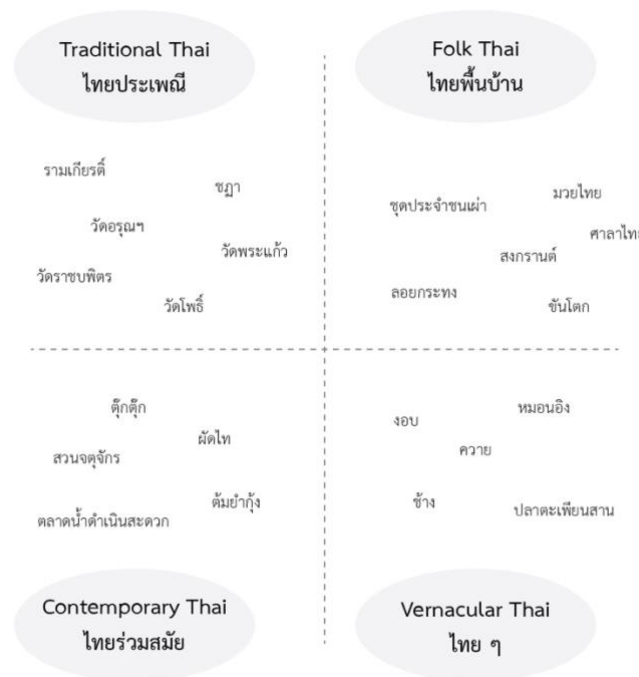 Traditional Thai
ไทยประเพณี
Folk Thai
ไทยพื้นบ้าน
รามเกียรติ์
ชฎา
วัดอรุณฯ
วัดพระแก้ว
วัดราชบพิตร
วัดโพธิ์
มวยไทย
ชุดประจำชนเผ่า
ศาลาไทย
สงกรานต์
ลอยกระทง
ขันโตก
ตุ๊กตุ๊ก
ผัดไท
สวนจตุจักร
ต้มยำกุ้ง
ตลาดน้ำดำเนินสะดวก
หมอนอิง
งอบ
ควาย
ช้าง
ปลาตะเพียนสาน
Contemporary Thai
ไทยร่วมสมัย
Vernacular Thai
ไทย ๆ